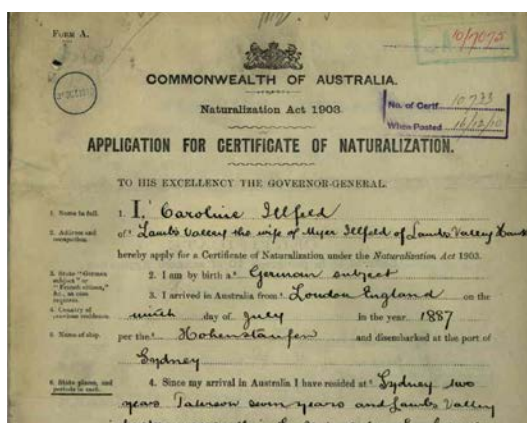 FORM A.
10/7075
COMMONWEALTH OF AUSTRALIA.
Naturalization Act 1903.
No. of Certf. 10733
When Posted 16/12/10
APPLICATION FOR CERTIFICATE OF NATURALIZATION.
TO HIS EXCELLENCY THE GOVERNOR-GENERAL.
1. Name in full. 1. I, Caroline Illfeld
2. Address and occupation. of Lambs Valley the wife of Myer Illfeld of Lambs Valley
hereby apply for a Certificate of Naturalization under the Naturalization Act 1903.
3. State "German subject" or "French citizen," &c., as case requires. 2. I am by birth a German subject
4. Country of previous residence. 3. I arrived in Australia from London England on the
ninth day of July in the year 1887
5. Name of ship. per the Hohenstaufen and disembarked at the port of
Sydney
6. State places, and periods in each. 4. Since my arrival in Australia I have resided at Sydney two
years Paterson seven years and Lambs Valley